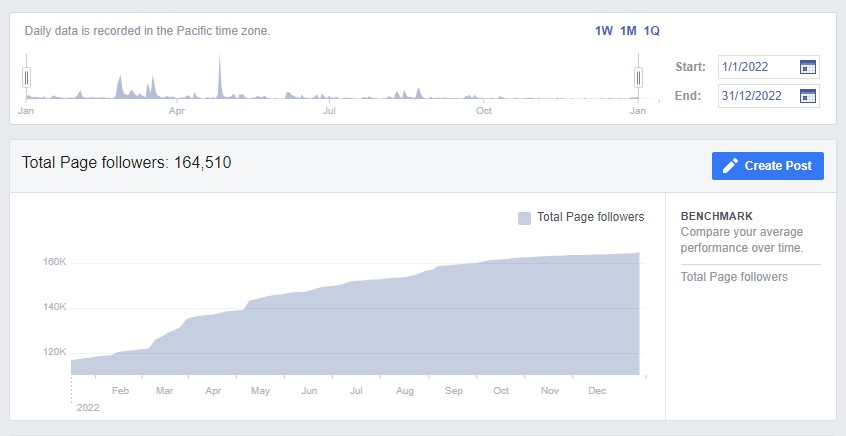 Daily data is recorded in the Pacific time zone.
1W 1M 1Q
Start: 1/1/2022
End: 31/12/2022
Jan Apr Jul Oct Jan
Total Page followers: 164,510
Create Post
Total Page followers
BENCHMARK
Compare your average
performance over time.
Total Page followers
160K
140K
120K
Feb Mar Apr May Jun Jul Aug Sep Oct Nov Dec
2022